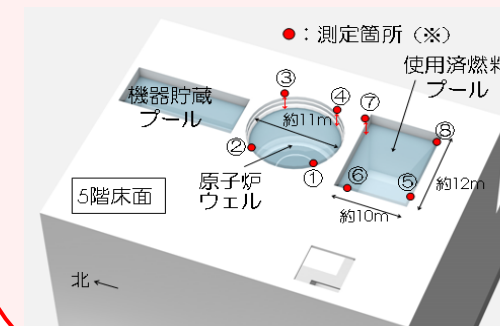 ●：測定箇所（※）
使用済燃料
プール
機器貯蔵
プール
③
④
⑦
⑧
約11m
②
①
原子炉
ウェル
⑥
⑤
約12m
約10m
5階床面
北